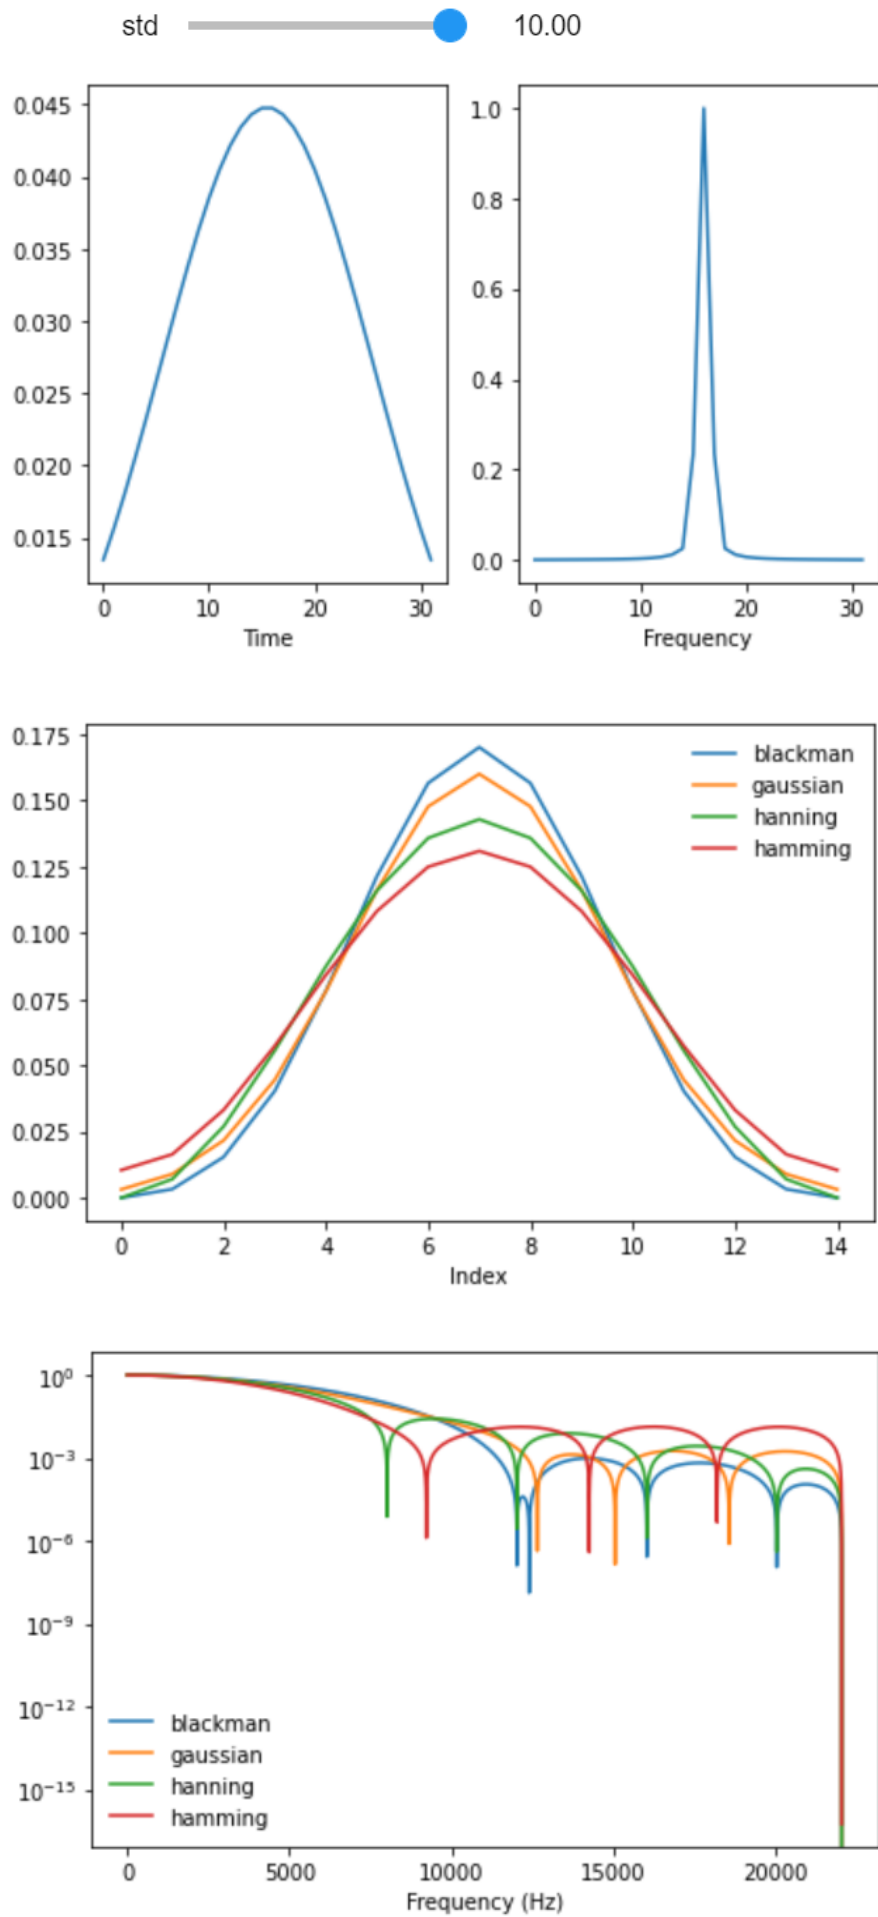 std 10.00
0.045
0.040
0.035
0.030
0.025
0.020
0.015
0 10 20 30
Time
1.0
0.8
0.6
0.4
0.2
0.0
0 10 20 30
Frequency
0.175
0.150
0.125
0.100
0.075
0.050
0.025
0.000
blackman
gaussian
hanning
hamming
0 2 4 6 8 10 12 14
Index
10⁰
10⁻³
10⁻⁶
10⁻⁹
10⁻¹²
10⁻¹⁵
blackman
gaussian
hanning
hamming
0 5000 10000 15000 20000
Frequency (Hz)